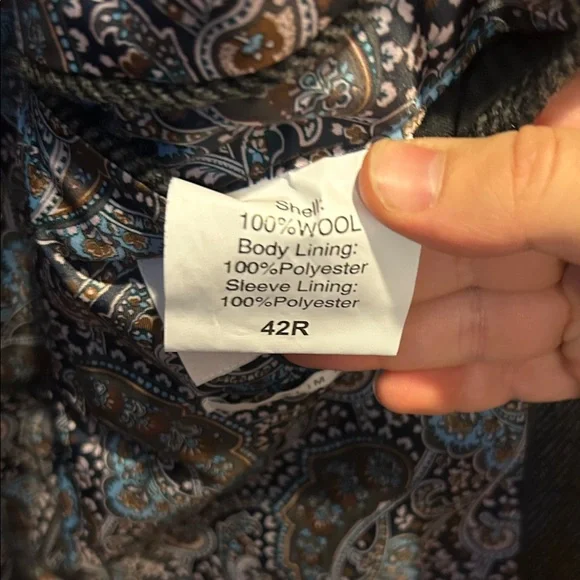 Shell:
100%WOOL
Body Lining:
100%Polyester
Sleeve Lining:
100%Polyester
42R